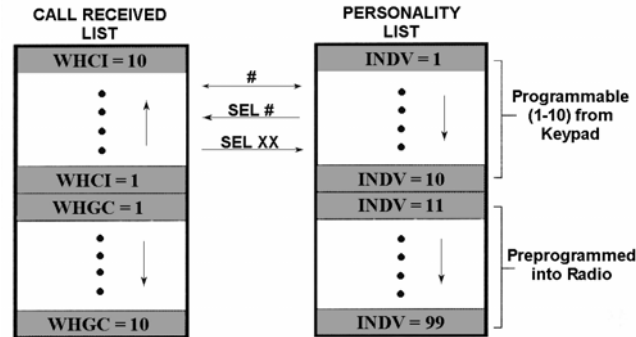 CALL RECEIVED
LIST
WHCI = 10
WHCI = 1
WHGC = 1
WHGC = 10
#
SEL #
SEL XX
PERSONALITY
LIST
INDV = 1
INDV = 10
INDV = 11
INDV = 99
Programmable
(1-10) from
Keypad
Preprogrammed
into Radio